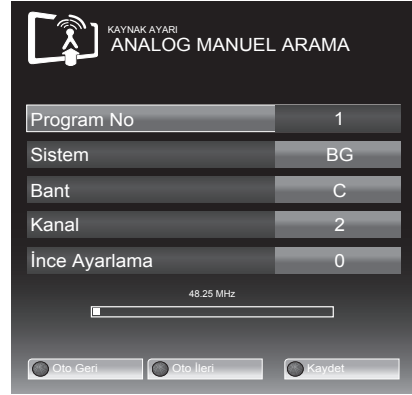 KAYNAK AYARI
ANALOG MANUEL ARAMA
Program No 1
Sistem BG
Bant C
Kanal 2
İnce Ayarlama 0
48.25 MHz
Oto Geri Oto İleri Kaydet